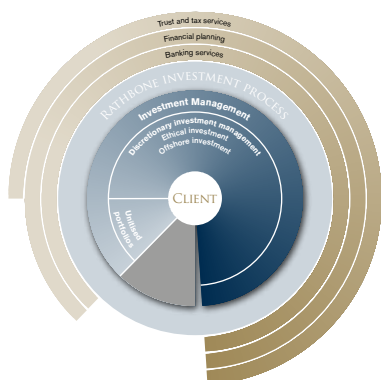 Trust and tax services
Financial planning
Banking services
RATHBONE INVESTMENT PROCESS
Investment Management
Discretionary investment management
Ethical investment
Offshore investment
CLIENT
Unitised
portfolios